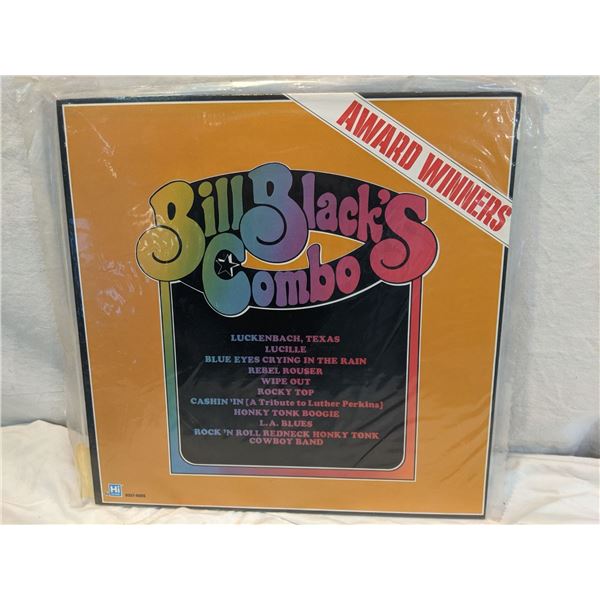 AWARD WINNERS
Bill Black's
Combo
LUCKENBACH, TEXAS
LUCILLE
BLUE EYES CRYING IN THE RAIN
REBEL ROUSER
WIPE OUT
ROCKY TOP
CASHIN 'IN [A Tribute to Luther Perkins]
HONKY TONK BOOGIE
L.A. BLUES
ROCK 'N ROLL REDNECK HONKY TONK
COWBOY BAND
Hi